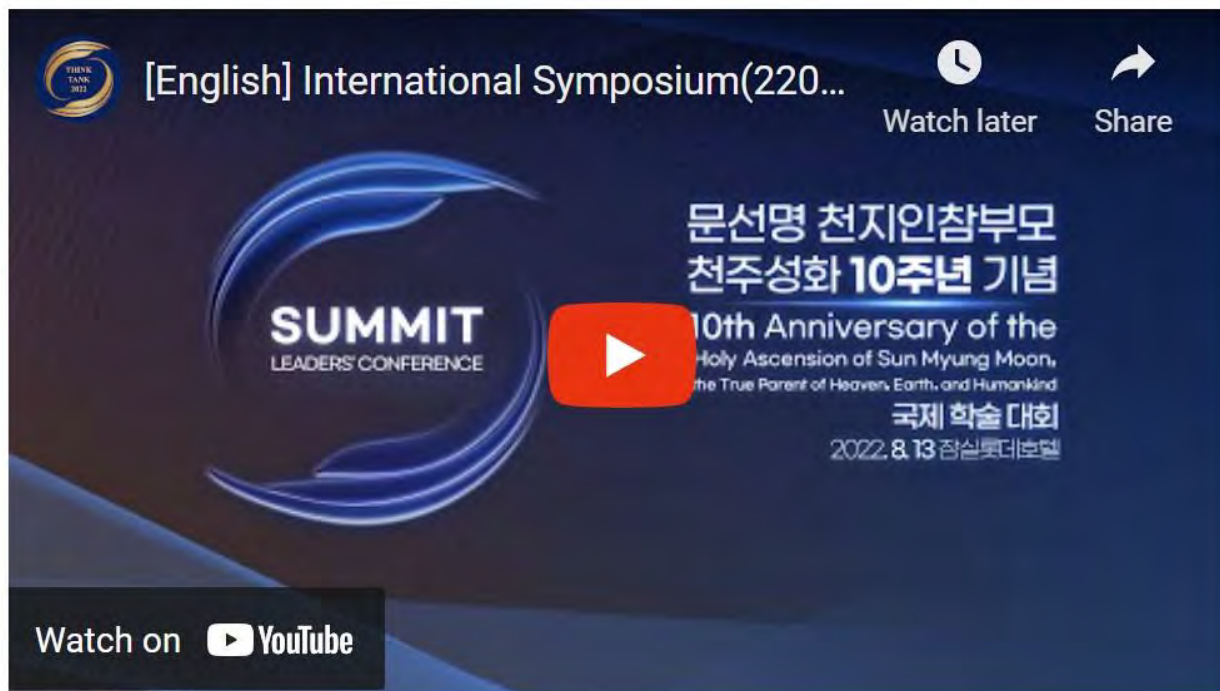 THINK
TANK
2022
[English] International Symposium(220…
Watch later
Share
SUMMIT
LEADERS' CONFERENCE
문선명 천지인참부모
천주성화 10주년 기념
10th Anniversary of the
Holy Ascension of Sun Myung Moon,
the True Parent of Heaven, Earth, and Humankind
국제 학술 대회
2022. 8. 13 잠실롯데호텔
Watch on YouTube